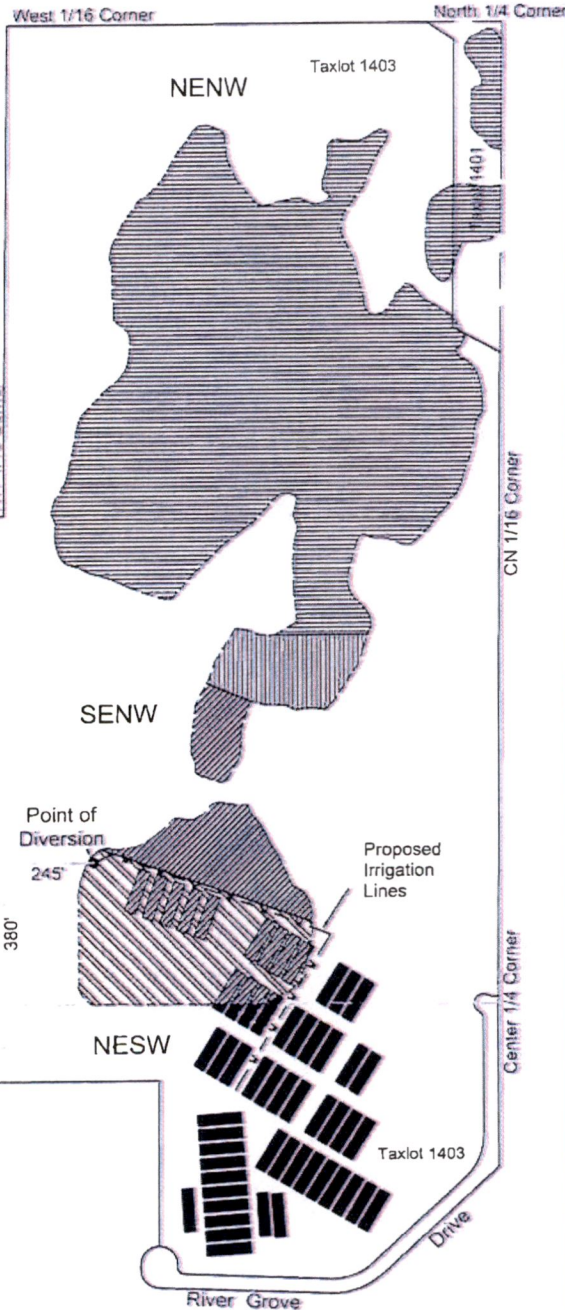 West 1/16 Corner
North 1/4 Corner
Taxlot 1403
NENW
1401
CN 1/16 Corner
SENW
Point of
Diversion
245'
380'
Proposed
Irrigation
Lines
Center 1/4 Corner
NESW
Taxlot 1403
Drive
River Grove